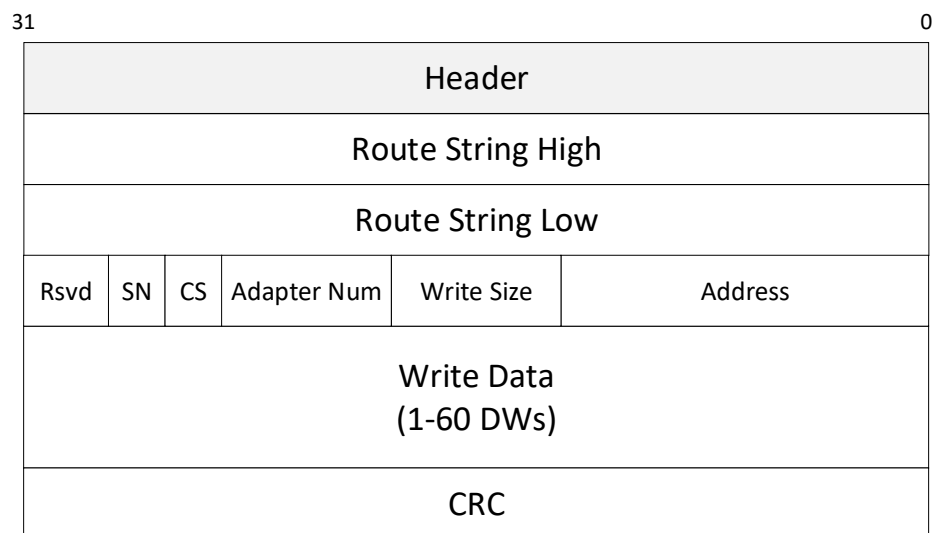 31 0
Header
Route String High
Route String Low
Rsvd SN CS Adapter Num Write Size Address
Write Data
(1-60 DWs)
CRC